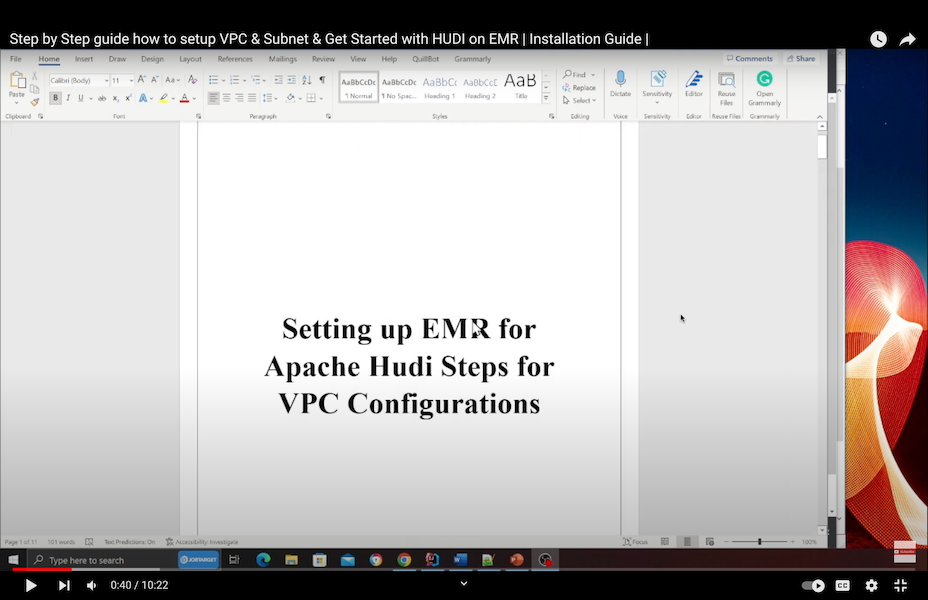 Step by Step guide how to setup VPC & Subnet & Get Started with HUDI on EMR | Installation Guide |
File Home Insert Draw Design Layout References Mailings Review View Help QuillBot Grammarly Comments Share
Paste
Calibri (Body) 11
AaBbCcDc AaBbCcDc AaBbCc AaBbCcC AaB
¶ Normal ¶ No Spac... Heading 1 Heading 2 Title
Find
Replace
Select
Dictate
Sensitivity
Editor
Reuse Files
Open Grammarly
Clipboard Font Paragraph Styles Editing Voice Sensitivity Editor Reuse Files Grammarly
Setting up EMR for
Apache Hudi Steps for
VPC Configurations
Page 1 of 11 101 words Text Predictions: On Accessibility: Investigate Focus 100%
Type here to search
JOBTARGET
0:40 / 10:22
CC